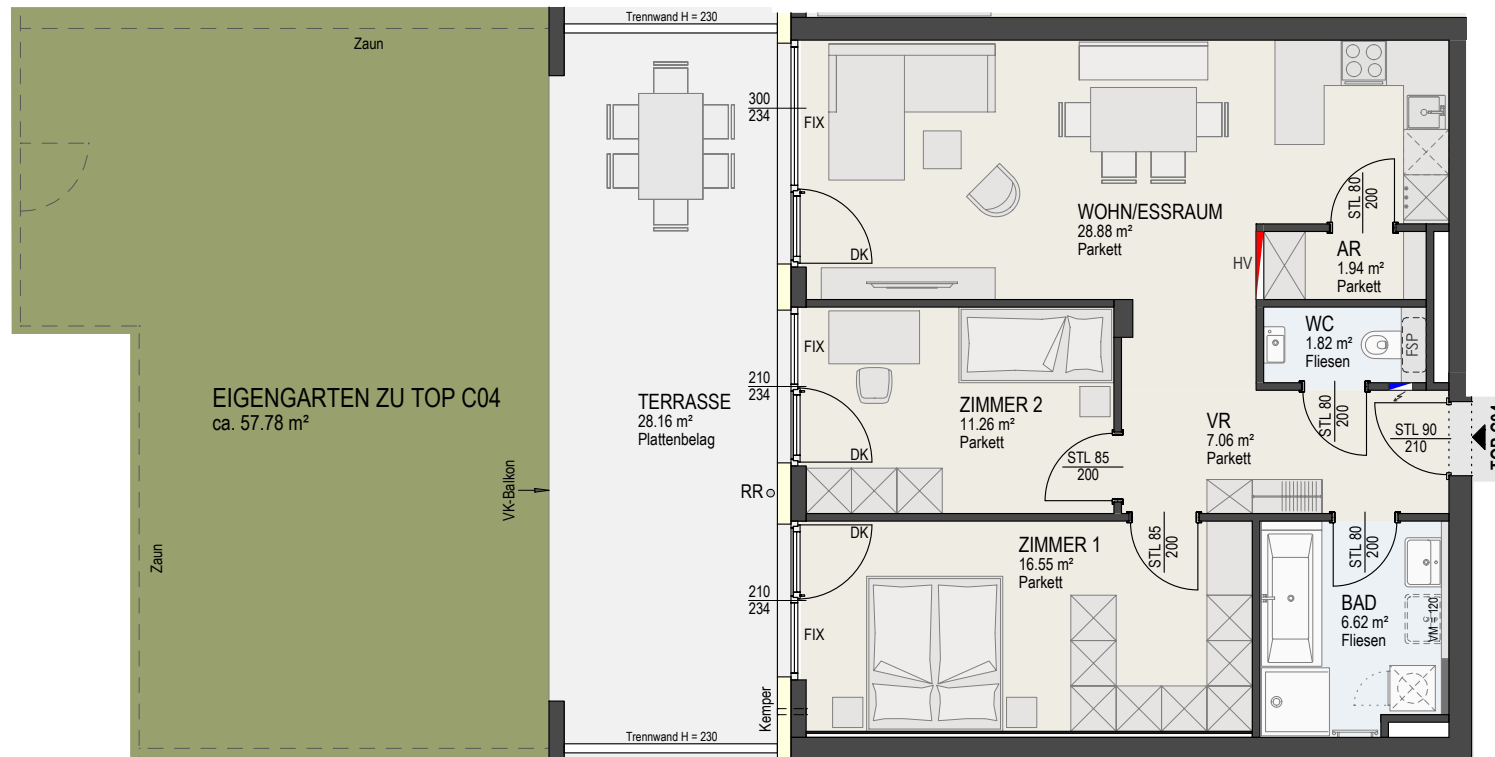 Trennwand H = 230
Zaun
300
234
FIX
DK
WOHN/ESSRAUM
28.88 m²
Parkett
STL 80
200
HV
AR
1.94 m²
Parkett
WC
1.82 m²
Fliesen
FSP
FIX
210
234
DK
EIGENGARTEN ZU TOP C04
ca. 57.78 m²
TERRASSE
28.16 m²
Plattenbelag
ZIMMER 2
11.26 m²
Parkett
STL 85
200
VR
7.06 m²
Parkett
STL 80
200
STL 90
210
TOP C04
VK-Balkon
RR
DK
ZIMMER 1
16.55 m²
Parkett
STL 85
200
STL 80
200
210
234
FIX
BAD
6.62 m²
Fliesen
VM = 120
Zaun
Kemper
Trennwand H = 230